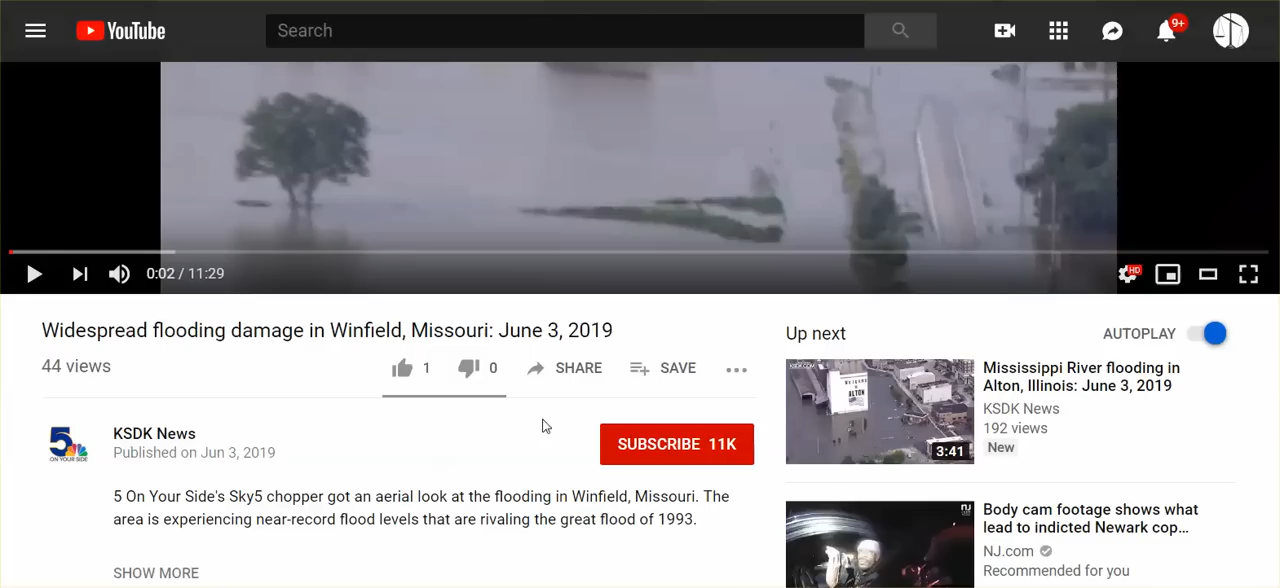 YouTube
Search
9+
0:02 / 11:29
HD
Widespread flooding damage in Winfield, Missouri: June 3, 2019
44 views
1
0
SHARE
SAVE
KSDK News
Published on Jun 3, 2019
SUBSCRIBE 11K
5 On Your Side's Sky5 chopper got an aerial look at the flooding in Winfield, Missouri. The
area is experiencing near-record flood levels that are rivaling the great flood of 1993.
SHOW MORE
5
ON YOUR SIDE
Up next
AUTOPLAY
ALTON
3:41
Mississippi River flooding in
Alton, Illinois: June 3, 2019
KSDK News
192 views
New
Body cam footage shows what
lead to indicted Newark cop...
NJ.com
Recommended for you